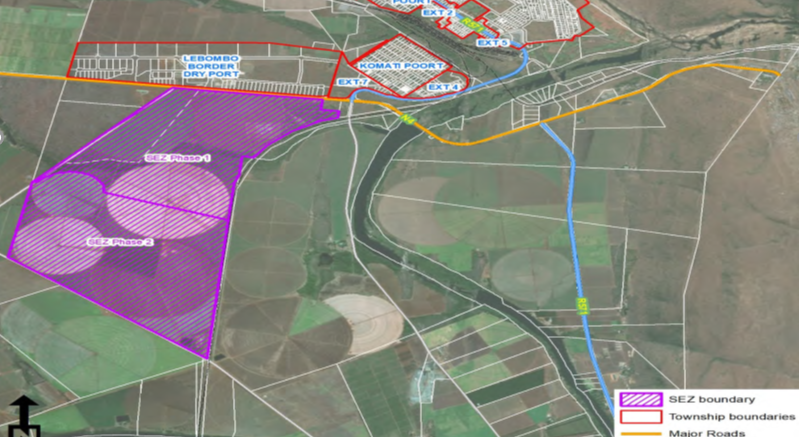 POORT
EXT 2
R571
EXT 5
LEBOMBO
BORDER
DRY PORT
KOMATI POORT
EXT 7
EXT 4
N4
SEZ Phase 1
SEZ Phase 2
R571
SEZ boundary
Township boundaries
Major Roads
N